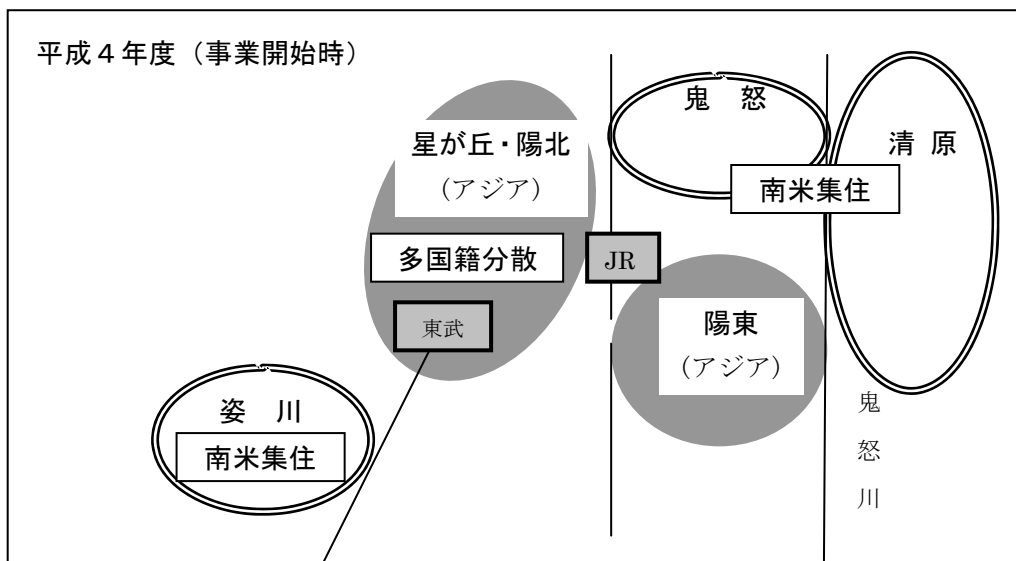 平成４年度（事業開始時）
鬼　怒
清 原
星が丘・陽北
(アジア)
南米集住
多国籍分散
JR
東武
陽東
(アジア)
姿　川
南米集住
鬼
怒
川